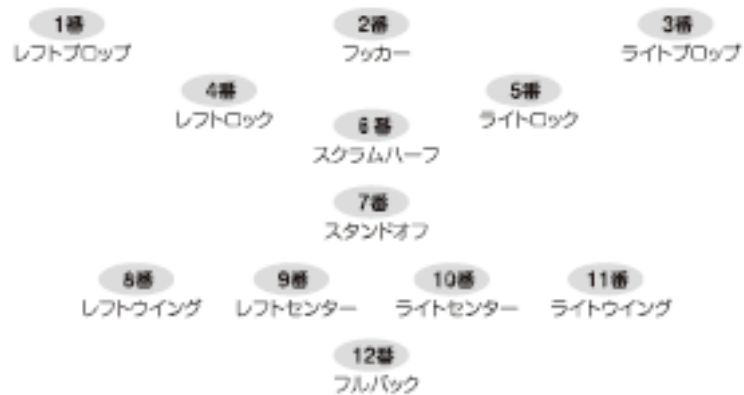 1番
レフトプロップ
2番
フッカー
3番
ライトプロップ
4番
レフトロック
5番
ライトロック
6番
スクラムハーフ
7番
スタンドオフ
8番
レフトウイング
9番
レフトセンター
10番
ライトセンター
11番
ライトウイング
12番
フルバック